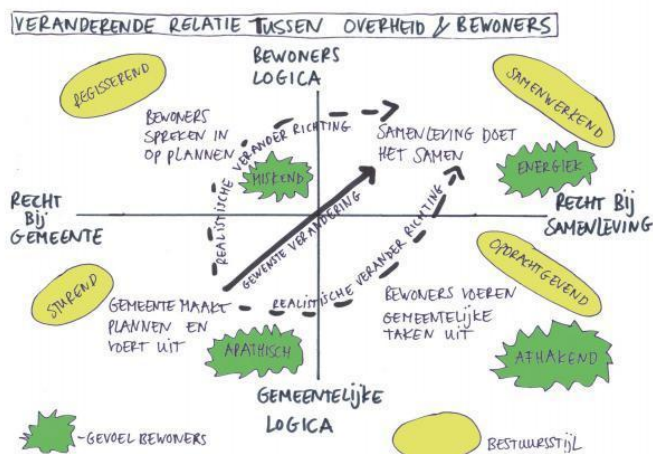 VERANDERENDE RELATIE TUSSEN OVERHEID & BEWONERS
BEWONERS
LOGICA
REGISSEREND
SAMENWERKEND
BEWONERS
SPREKEN IN
OP PLANNEN
REALISTISCHE VERANDER RICHTING
SAMENLEVING DOET
HET SAMEN
MISKEND
ENERGIEK
RECHT
Bij
GEMEENTE
RECHT BIJ
SAMENLEVING
GEWENSTE VERANDERING
STUREND
OPDRACHTGEVEND
GEMEENTE MAAKT
PLANNEN EN
VOERT UIT
REALISTISCHE VERANDER RICHTING
BEWONERS VOEREN
GEMEENTELIJKE
TAKEN UIT
APATHISCH
AFHAKEND
GEMEENTELIJKE
LOGICA
-GEVOEL BEWONERS
BESTUURSSTIJL